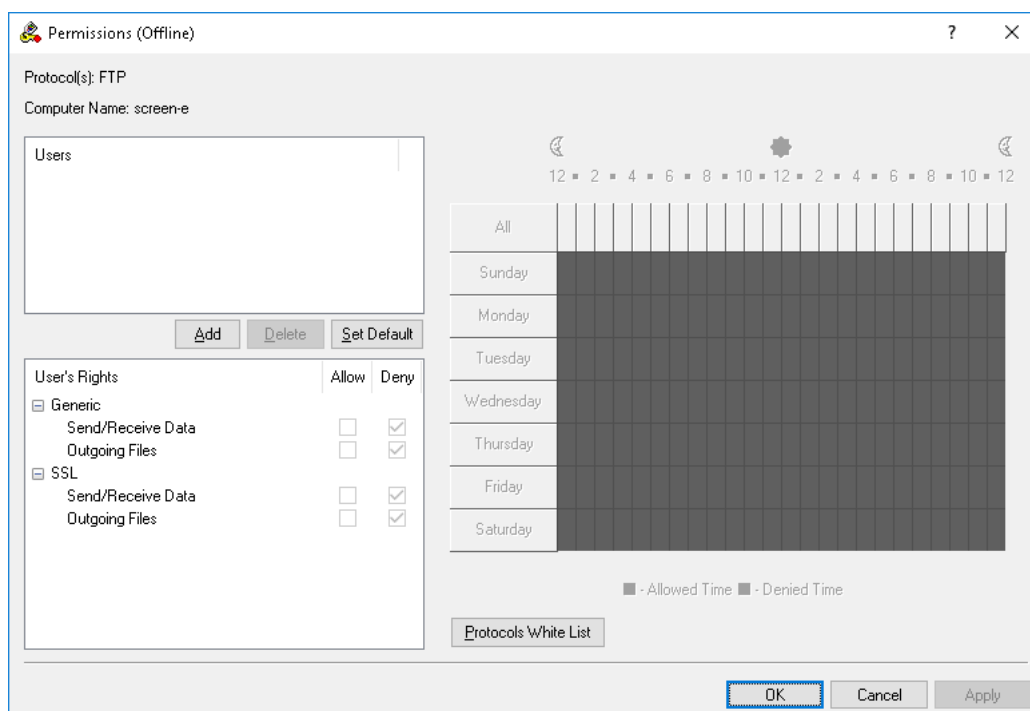 Permissions (Offline)
?
Protocol(s): FTP
Computer Name: screen-e
Users
Add Delete Set Default
User's Rights Allow Deny
Generic
Send/Receive Data
Outgoing Files
SSL
Send/Receive Data
Outgoing Files
12 2 4 6 8 10 12 2 4 6 8 10 12
All
Sunday
Monday
Tuesday
Wednesday
Thursday
Friday
Saturday
- Allowed Time - Denied Time
Protocols White List
OK Cancel Apply